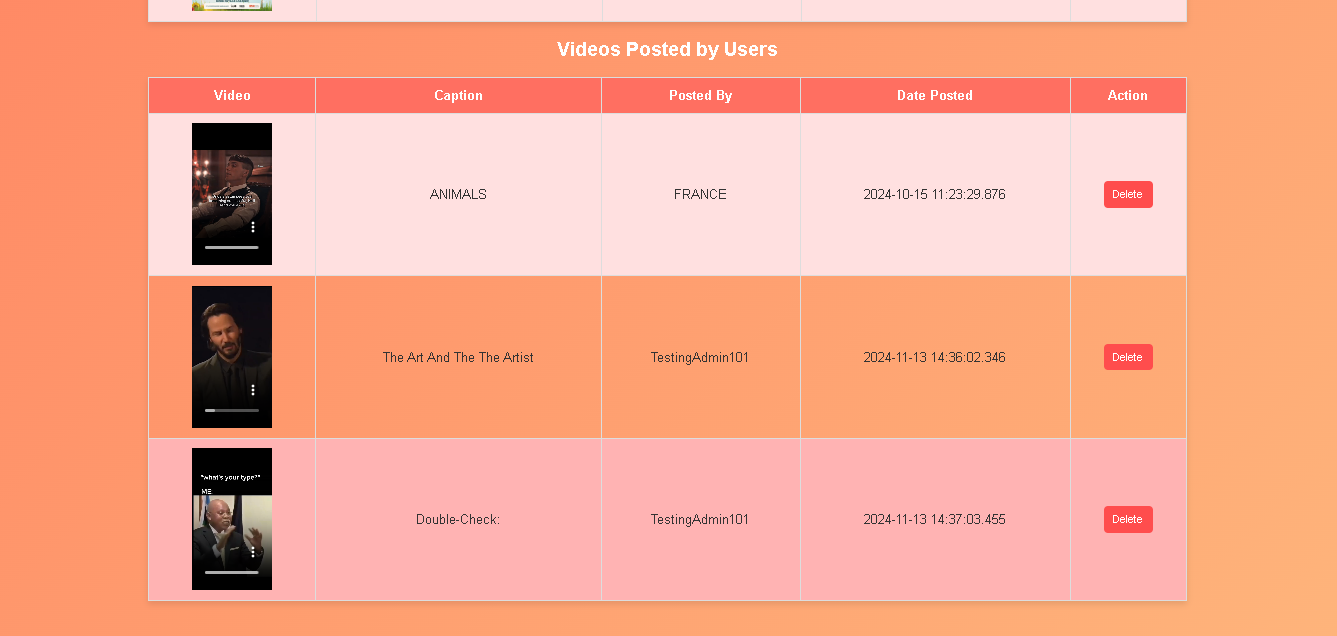 Videos Posted by Users
Video Caption Posted By Date Posted Action
ANIMALS FRANCE 2024-10-15 11:23:29.876 Delete
The Art And The The Artist TestingAdmin101 2024-11-13 14:36:02.346 Delete
"what's your type?"
ME
Double-Check: TestingAdmin101 2024-11-13 14:37:03.455 Delete